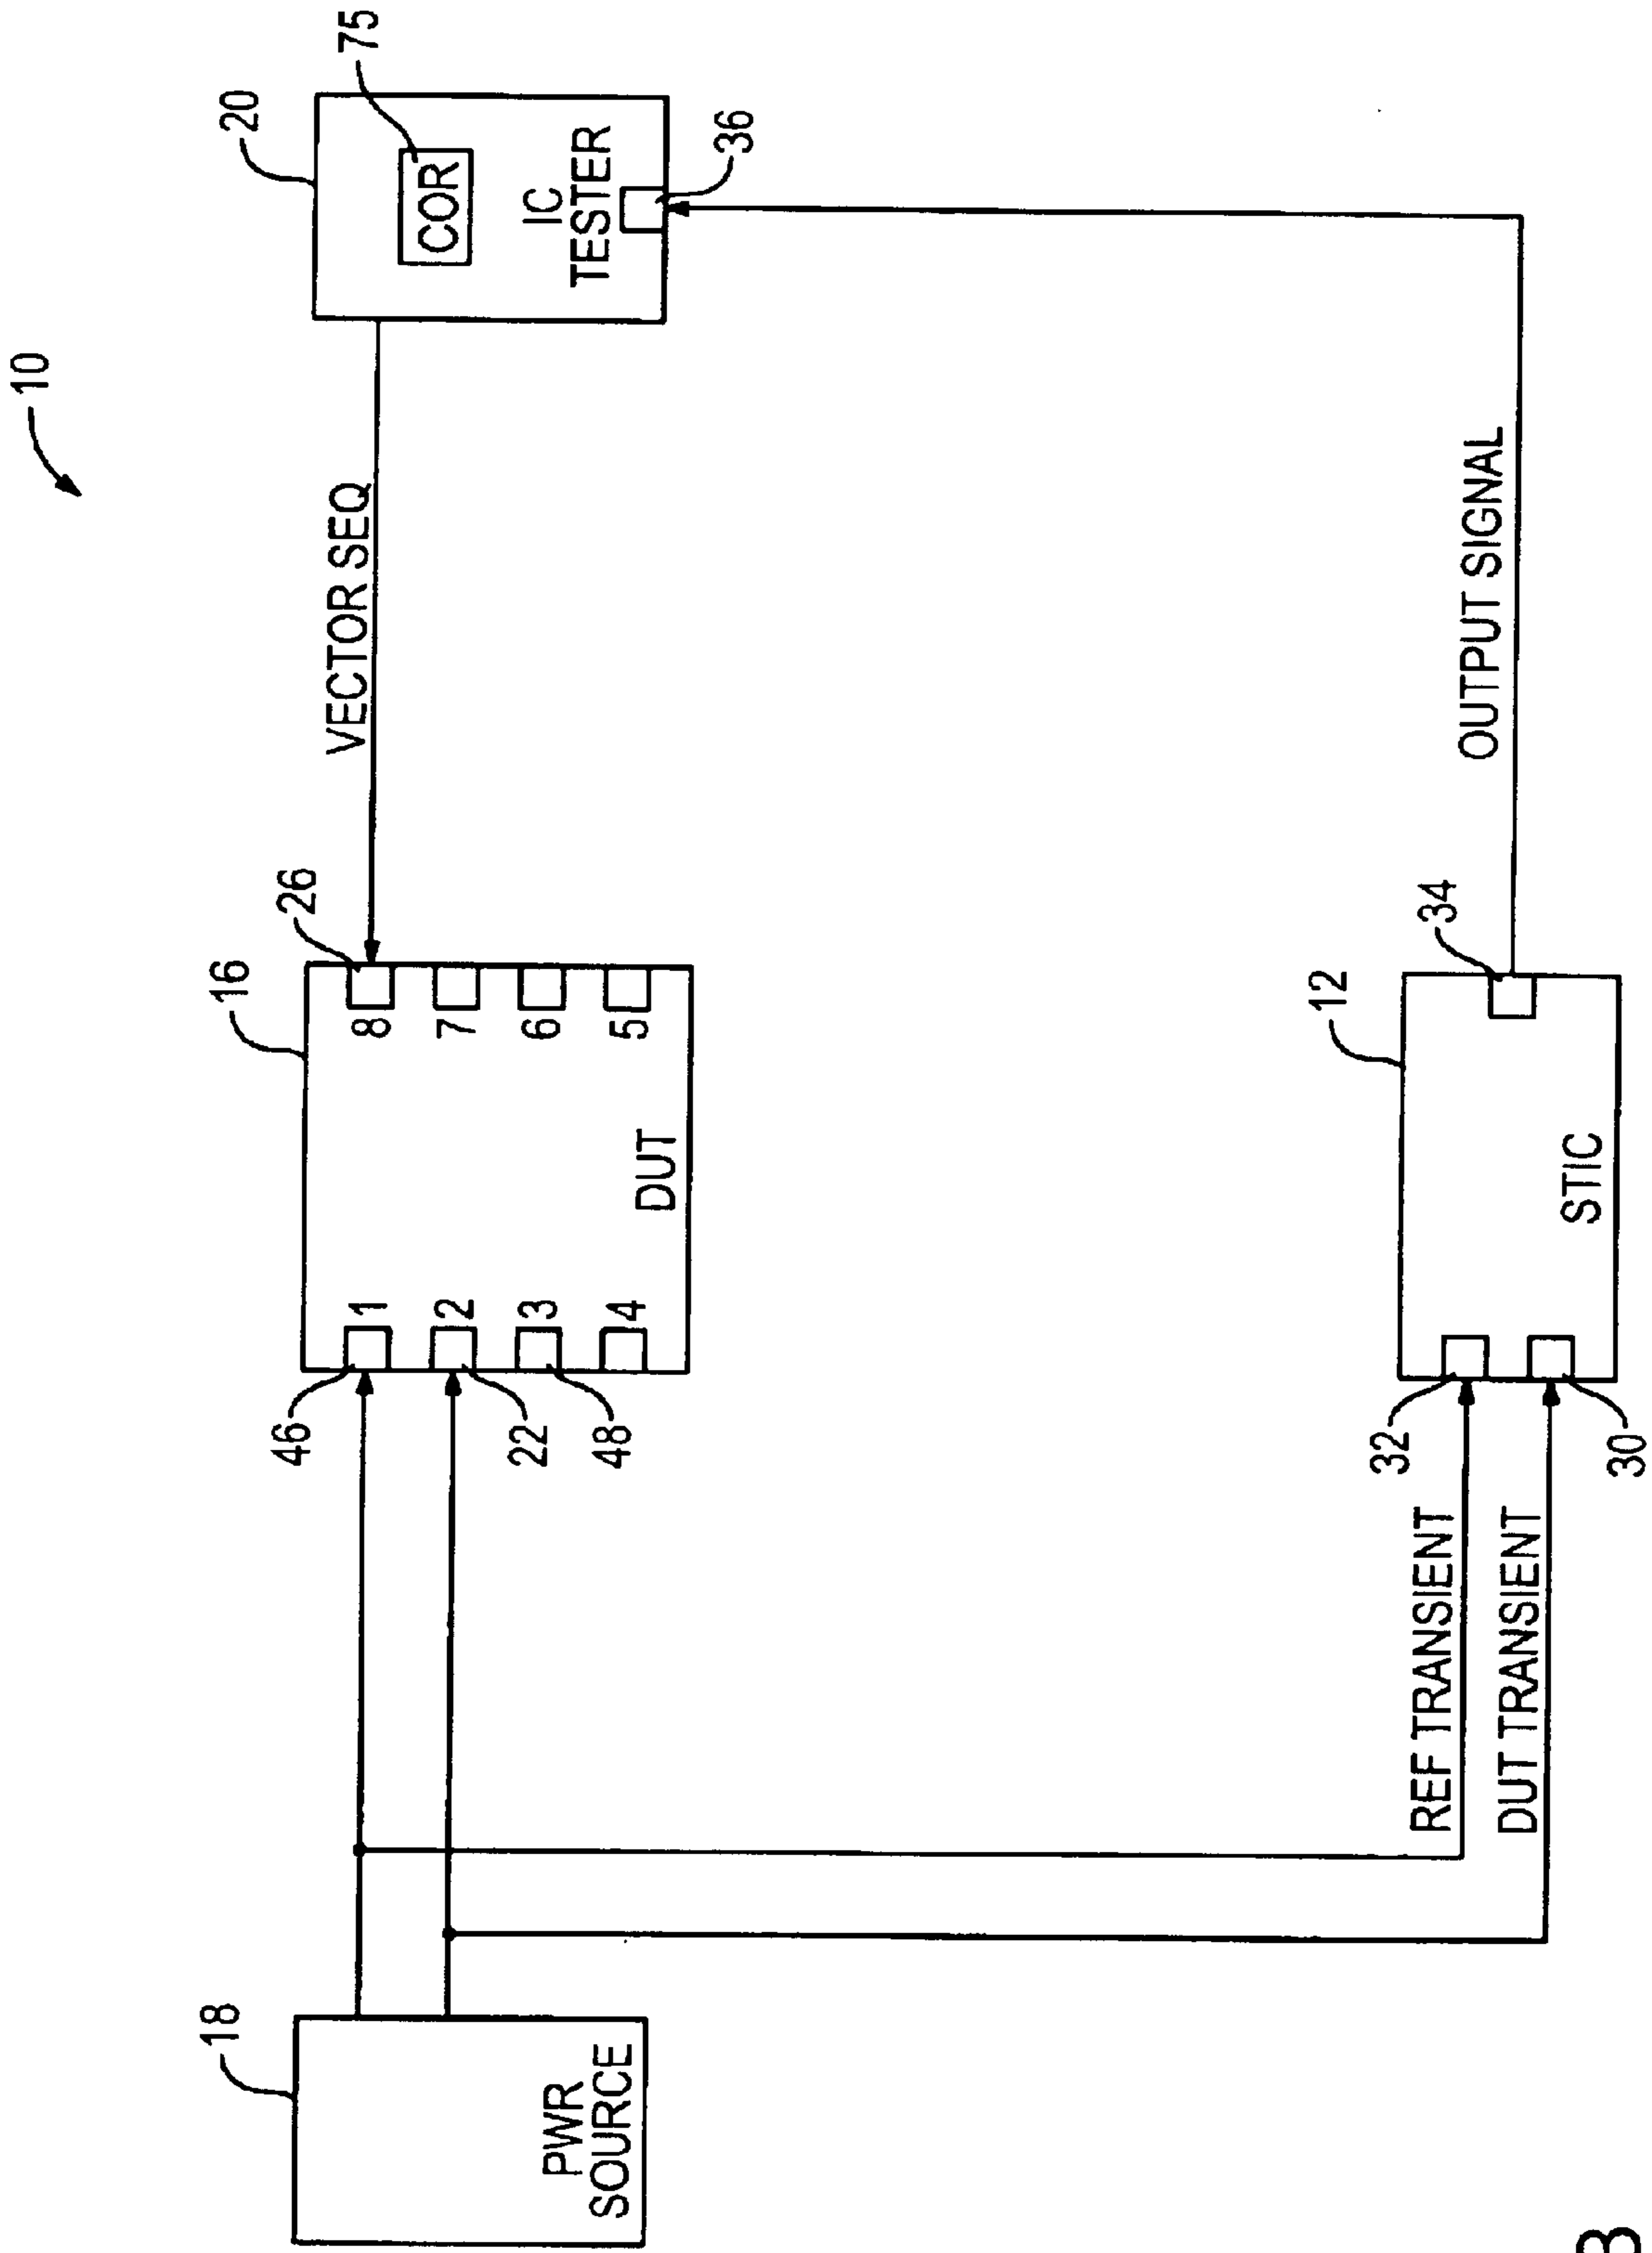 10
18
PWR
SOURCE
16
46
1
22
2
48
3
4
26
8
7
6
5
DUT
VECTOR SEQ
20
75
COR
IC
TESTER
36
REF TRANSIENT
DUT TRANSIENT
32
30
12
34
STIC
OUTPUT SIGNAL